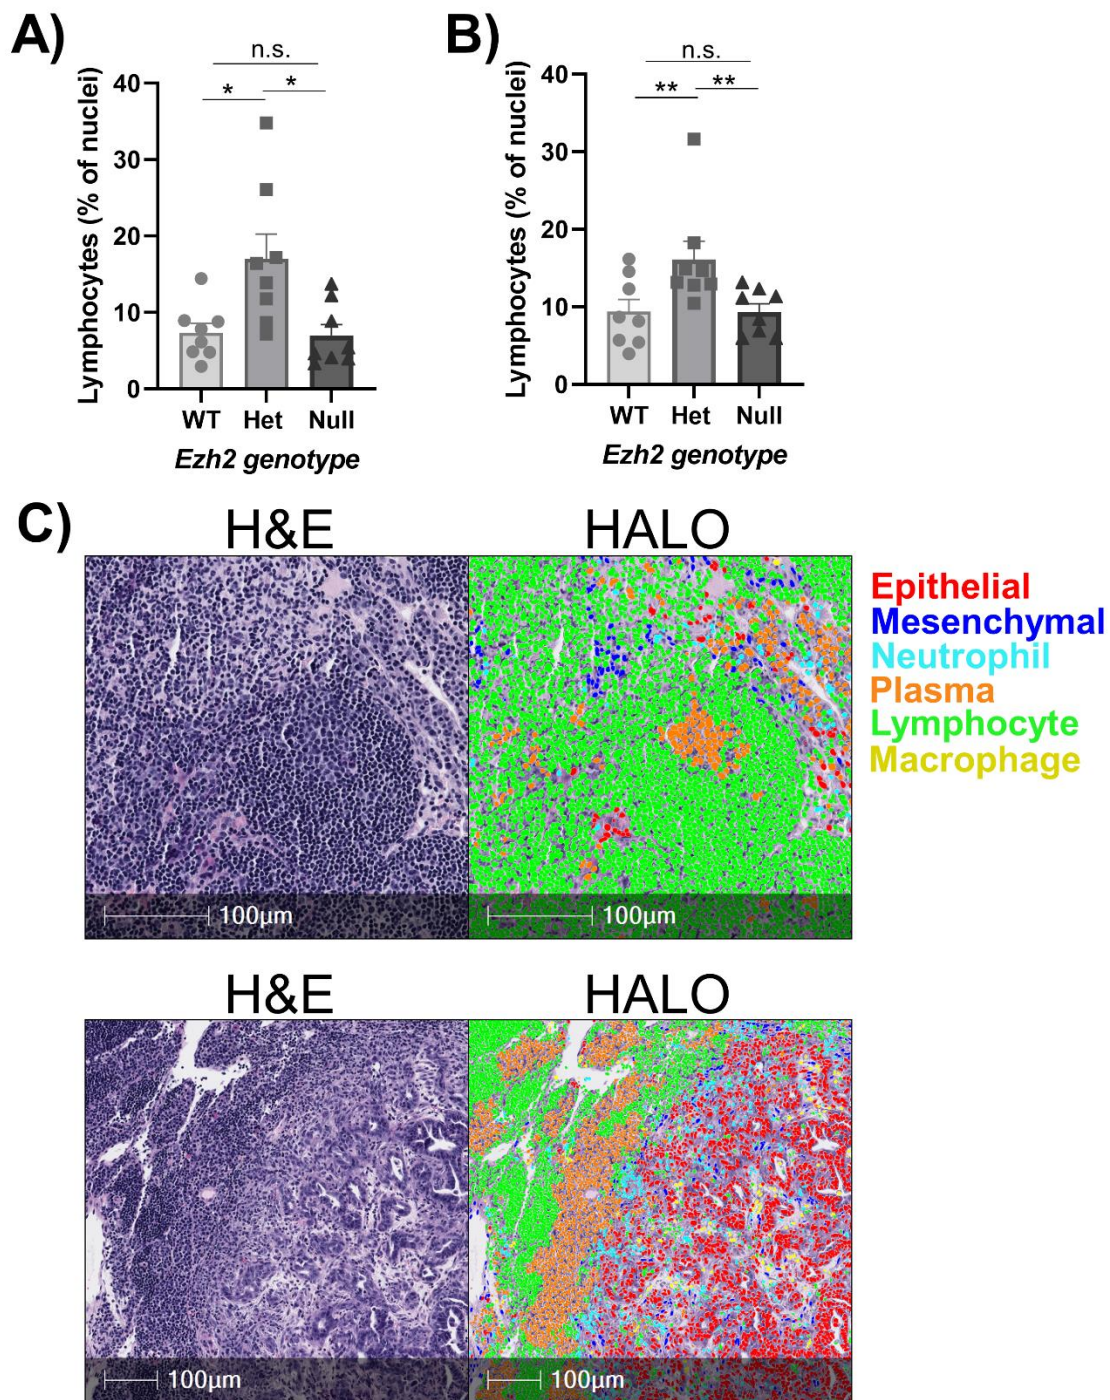 A)
n.s.
*
*
Lymphocytes (% of nuclei)
40
30
20
10
0
WT Het Null
Ezh2 genotype
B)
n.s.
**
**
Lymphocytes (% of nuclei)
40
30
20
10
0
WT Het Null
Ezh2 genotype
C)
H&E HALO
Epithelial
Mesenchymal
Neutrophil
Plasma
Lymphocyte
Macrophage
100µm 100µm
H&E HALO
100µm 100µm